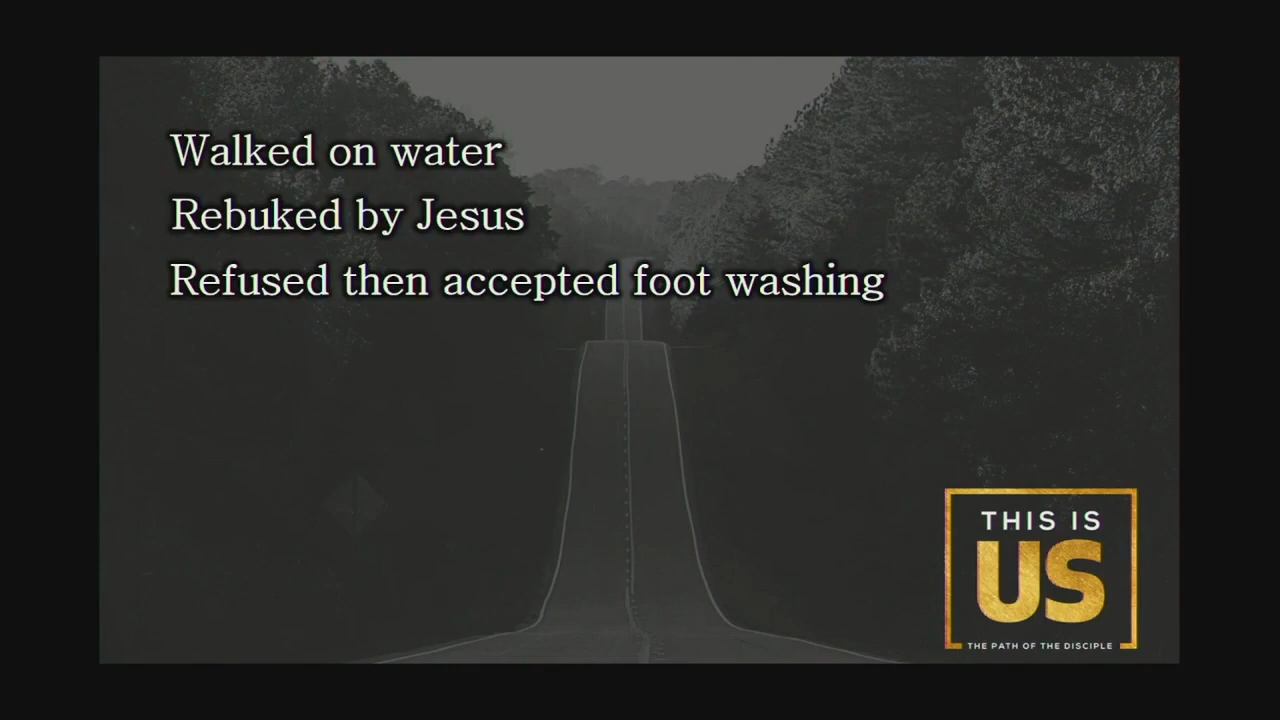 Walked on water
Rebuked by Jesus
Refused then accepted foot washing
THIS IS
US
THE PATH OF THE DISCIPLE